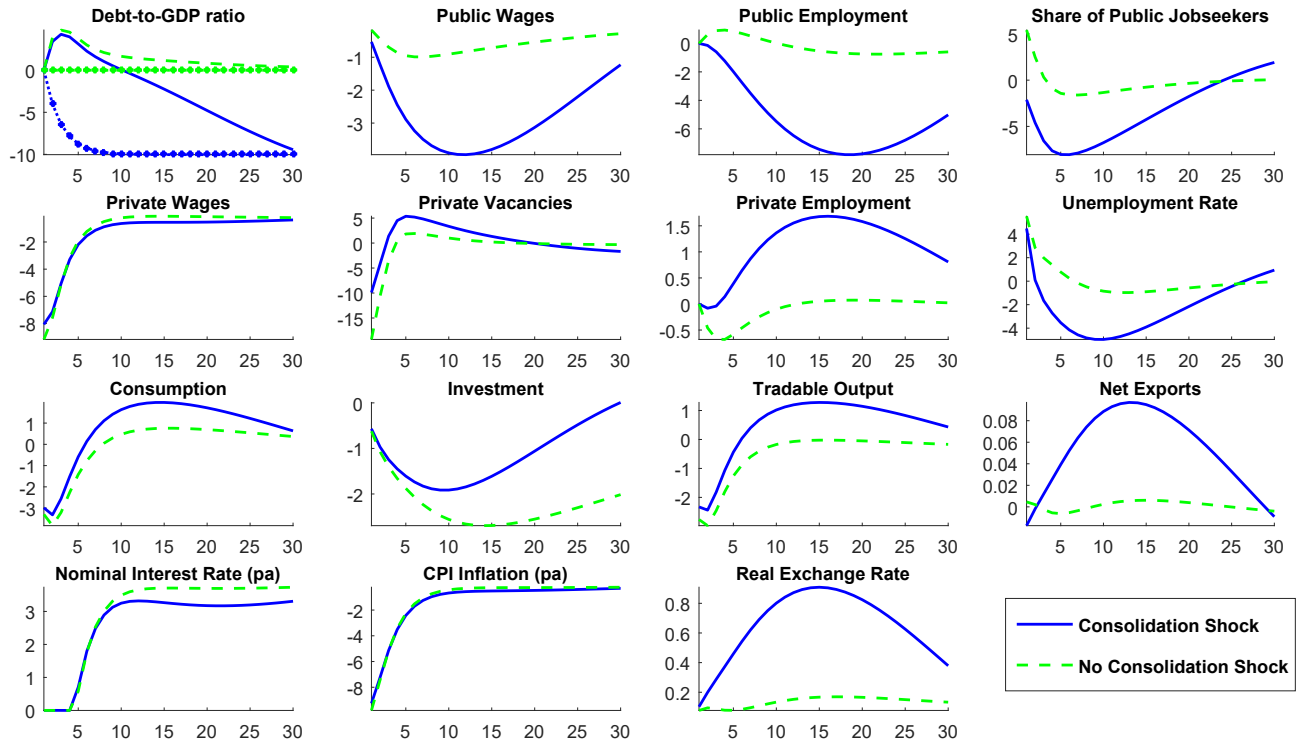 Debt-to-GDP ratio
0
-5
-10
5 10 15 20 25 30
Public Wages
-1
-2
-3
5 10 15 20 25 30
Public Employment
0
-2
-4
-6
5 10 15 20 25 30
Share of Public Jobseekers
5
0
-5
5 10 15 20 25 30
Private Wages
-2
-4
-6
-8
5 10 15 20 25 30
Private Vacancies
5
0
-5
-10
-15
5 10 15 20 25 30
Private Employment
1.5
1
0.5
0
-0.5
5 10 15 20 25 30
Unemployment Rate
4
2
0
-2
-4
5 10 15 20 25 30
Consumption
1
0
-1
-2
-3
5 10 15 20 25 30
Investment
0
-1
-2
5 10 15 20 25 30
Tradable Output
1
0
-1
-2
5 10 15 20 25 30
Net Exports
0.08
0.06
0.04
0.02
0
5 10 15 20 25 30
Nominal Interest Rate (pa)
3
2
1
0
5 10 15 20 25 30
CPI Inflation (pa)
-2
-4
-6
-8
5 10 15 20 25 30
Real Exchange Rate
0.8
0.6
0.4
0.2
5 10 15 20 25 30
Consolidation Shock
No Consolidation Shock